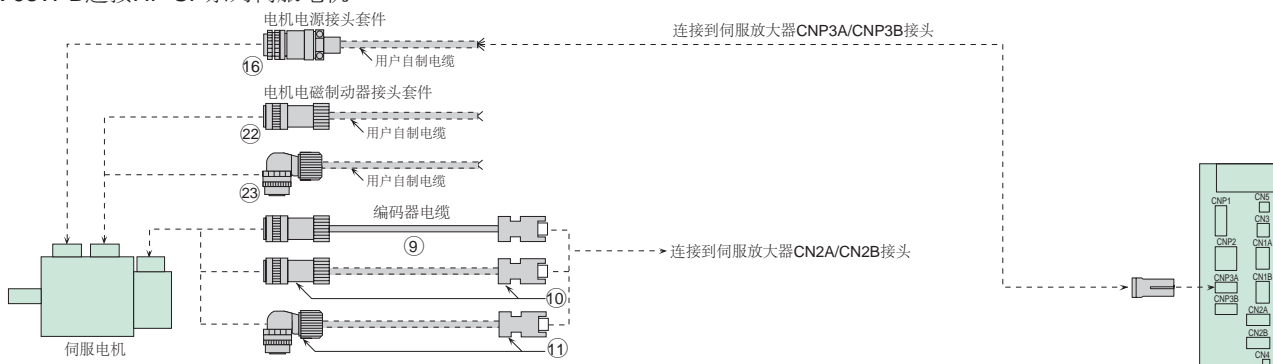 电机电源接头套件
连接到伺服放大器CNP3A/CNP3B接头
用户自制电缆
16
电机电磁制动器接头套件
用户自制电缆
22
用户自制电缆
23
编码器电缆
9
连接到伺服放大器CN2A/CN2B接头
10
11
伺服电机
CNP1
CN5
CN3
CNP2
CN1A
CNP3A
CN1B
CNP3B
CN2A
CN2B
CN4